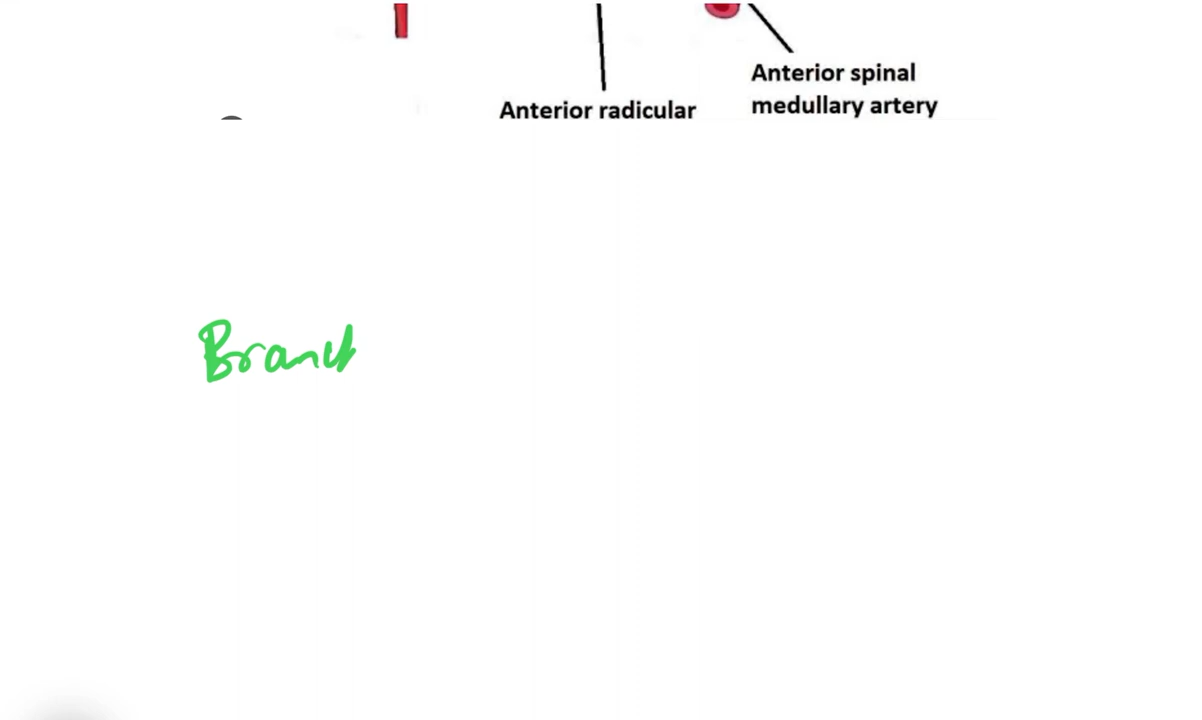 Anterior spinal
medullary artery
Anterior radicular
Branch